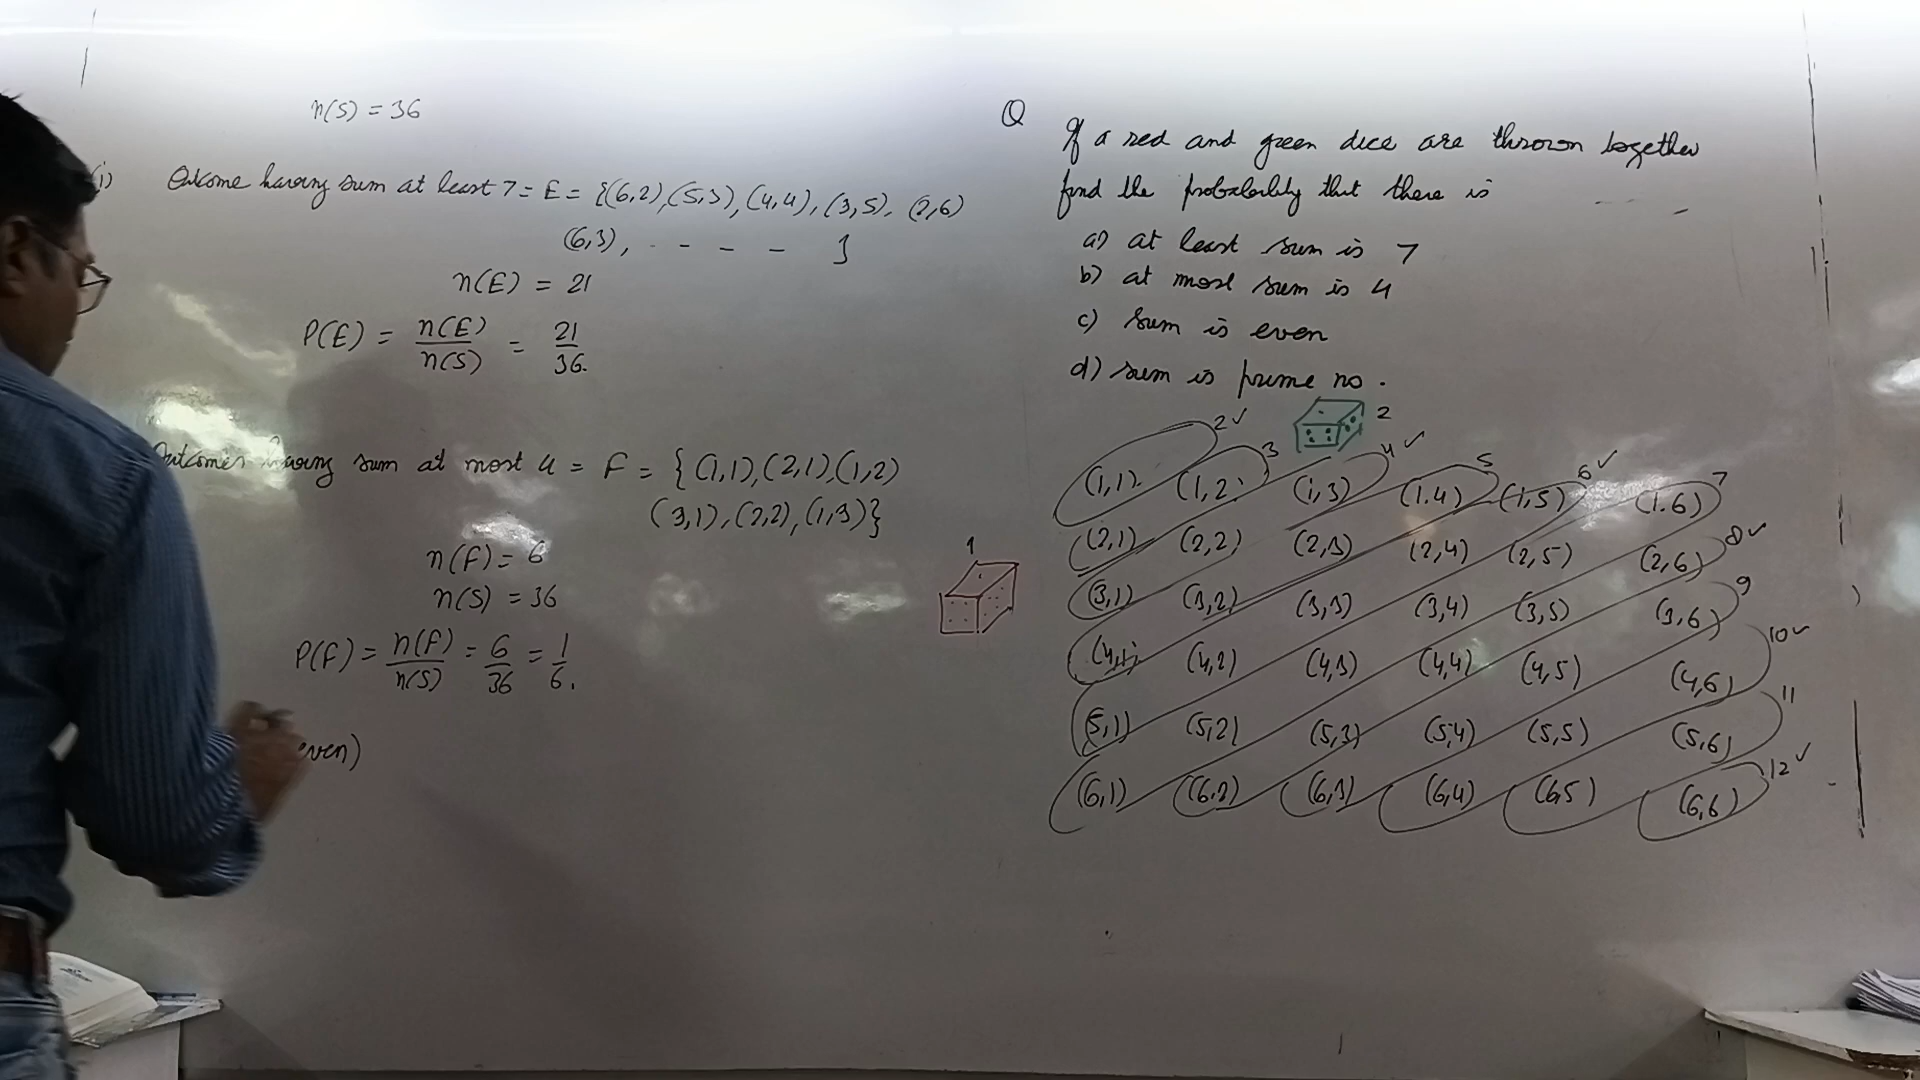 n(S) = 36
(i) Outcome having sum at least 7 = E = {(6,2),(5,3),(4,4),(3,5),(2,6)
(6,3), - - - - }
n(E) = 21
P(E) = n(E)/n(S) = 21/36.
Outcomes having sum at most 4 = F = {(1,1),(2,1),(1,2)
(3,1),(2,2),(1,3)}
n(F) = 6
n(S) = 36
P(F) = n(F)/n(S) = 6/36 = 1/6.
even)
Q If a red and green dice are thrown together
find the probability that there is
a) at least sum is 7
b) at most sum is 4
c) sum is even
d) sum is prime no.
2
2✓ 3 4✓ 5 6✓ 7
(1,1) (1,2) (1,3) (1.4) (1,5) (1.6)
(2,1) (2,2) (2,3) (2,4) (2,5) (2,6) 8✓
1
(3,1) (3,2) (3,3) (3,4) (3,5) (3,6) 9
(4,1) (4,2) (4,3) (4,4) (4,5) (4,6) 10✓
(5,1) (5,2) (5,3) (5,4) (5,5) (5,6) 11
(6,1) (6,2) (6,3) (6,4) (6,5) (6,6) 12✓